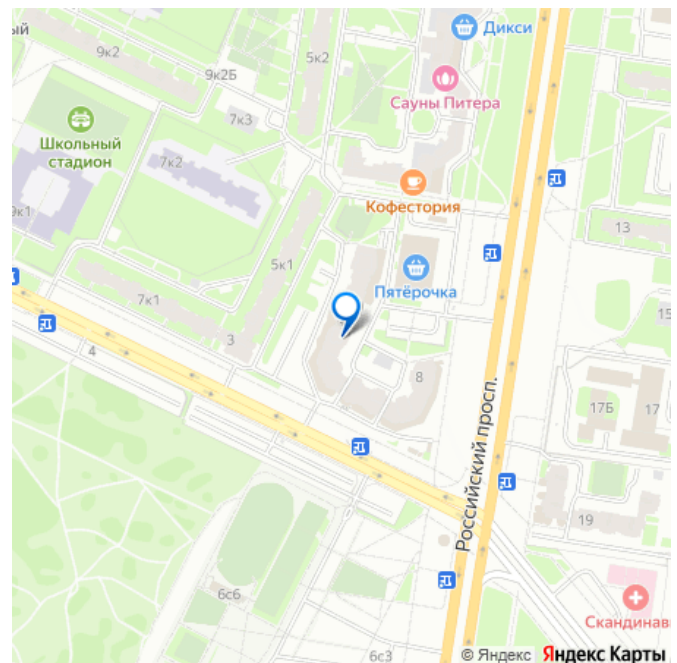 ый
9к2
5к2
Дикси
9к2Б
Сауны Питера
7к3
Школьный
стадион
7к2
Кофестория
9к1
13
5к1
Пятёрочка
7к1
3
15
4
8
17Б
17
Российский просп.
19
6с6
Скандинав
6с3
© Яндекс Яндекс Карты